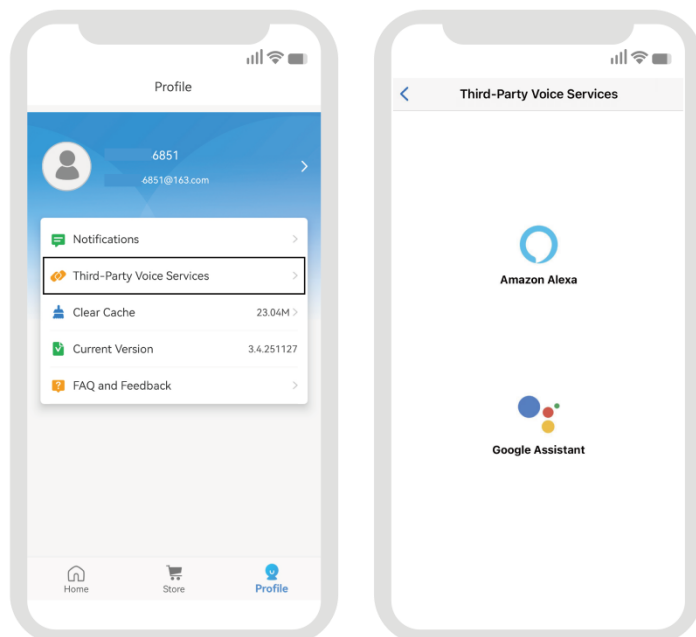 Profile
6851
6851@163.com
Notifications
Third-Party Voice Services
Clear Cache 23.04M
Current Version 3.4.251127
FAQ and Feedback
Home Store Profile
Third-Party Voice Services
Amazon Alexa
Google Assistant